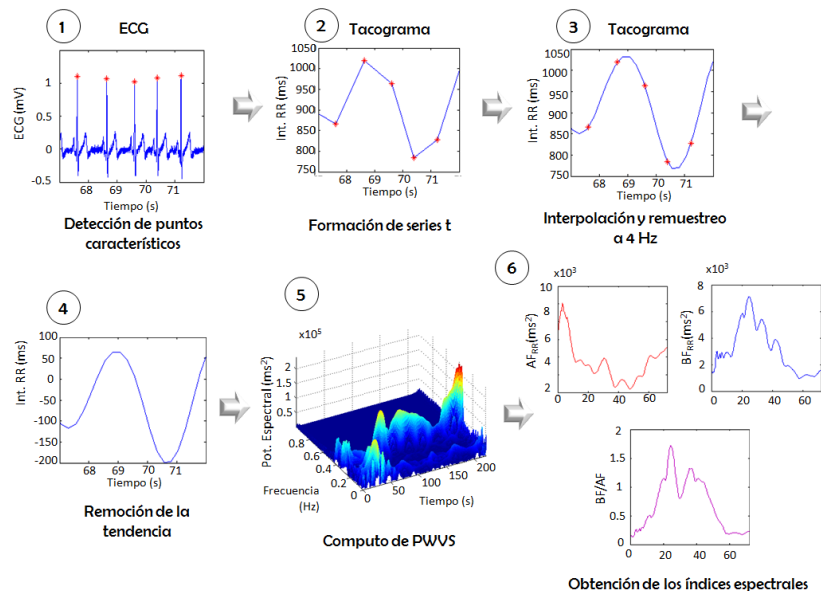 1
ECG
ECG (mV)
1
0.5
0
-0.5
68
69
70
71
Tiempo (s)
Detección de puntos
característicos
2
Tacograma
Int. RR (ms)
1050
1000
950
900
850
800
750
68
69
70
71
Tiempo (s)
Formación de series t
3
Tacograma
Int. RR (ms)
1050
1000
950
900
850
800
750
68
69
70
71
Tiempo (s)
Interpolación y remuestreo
a 4 Hz
4
Int. RR (ms)
100
50
0
-50
-100
-150
-200
68
69
70
71
Tiempo (s)
Remoción de la
tendencia
5
x10⁵
Pot. Espectral (ms²)
2
1.5
1
0.5
0.8
0.6
0.4
0.2
0
Frecuencia
(Hz)
0
50
100
150
200
Tiempo (s)
Computo de PWVS
6
x10³
AF_RR(ms²)
10
8
6
4
2
0
20
40
60
x10³
BF_RR(ms²)
8
6
4
2
0
0
20
40
60
BF/AF
2
1.5
1
0.5
0
0
20
40
60
Obtención de los índices espectrales